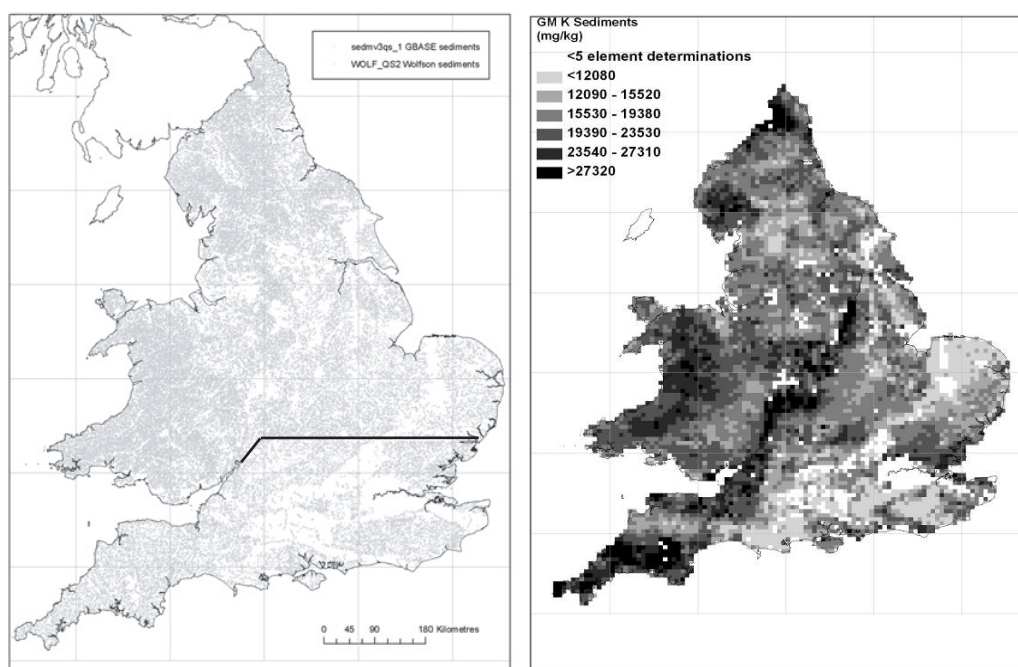 sedmv3qs_1 GBASE sediments
WOLF_QS2 Wolfson sediments
0 45 90 180 Kilometres
GM K Sediments
(mg/kg)
<5 element determinations
<12080
12090 - 15520
15530 - 19380
19390 - 23530
23540 - 27310
>27320